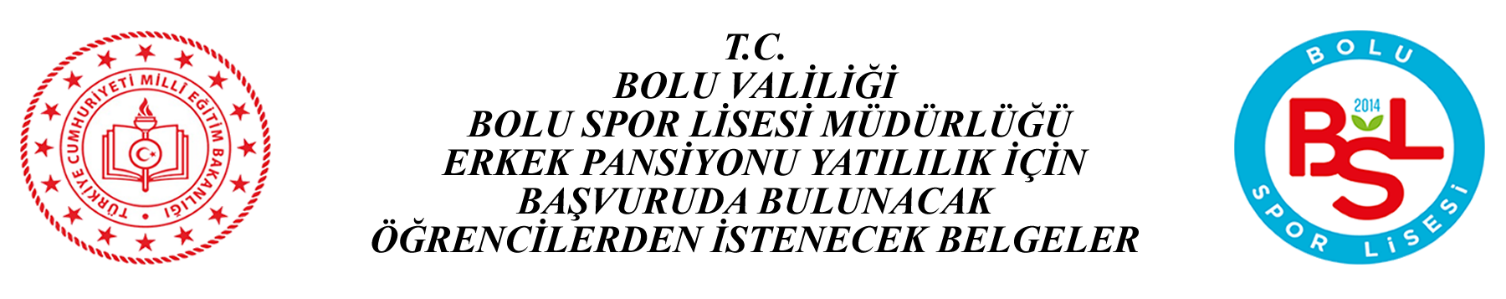 TÜRKİYE CUMHURİYETİ MİLLÎ EĞİTİM BAKANLIĞI
T.C.
BOLU VALİLİĞİ
BOLU SPOR LİSESİ MÜDÜRLÜĞÜ
ERKEK PANSİYONU YATILILIK İÇİN
BAŞVURUDA BULUNACAK
ÖĞRENCİLERDEN İSTENECEK BELGELER
BOLU
2014
BSL
SPOR LİSESİ